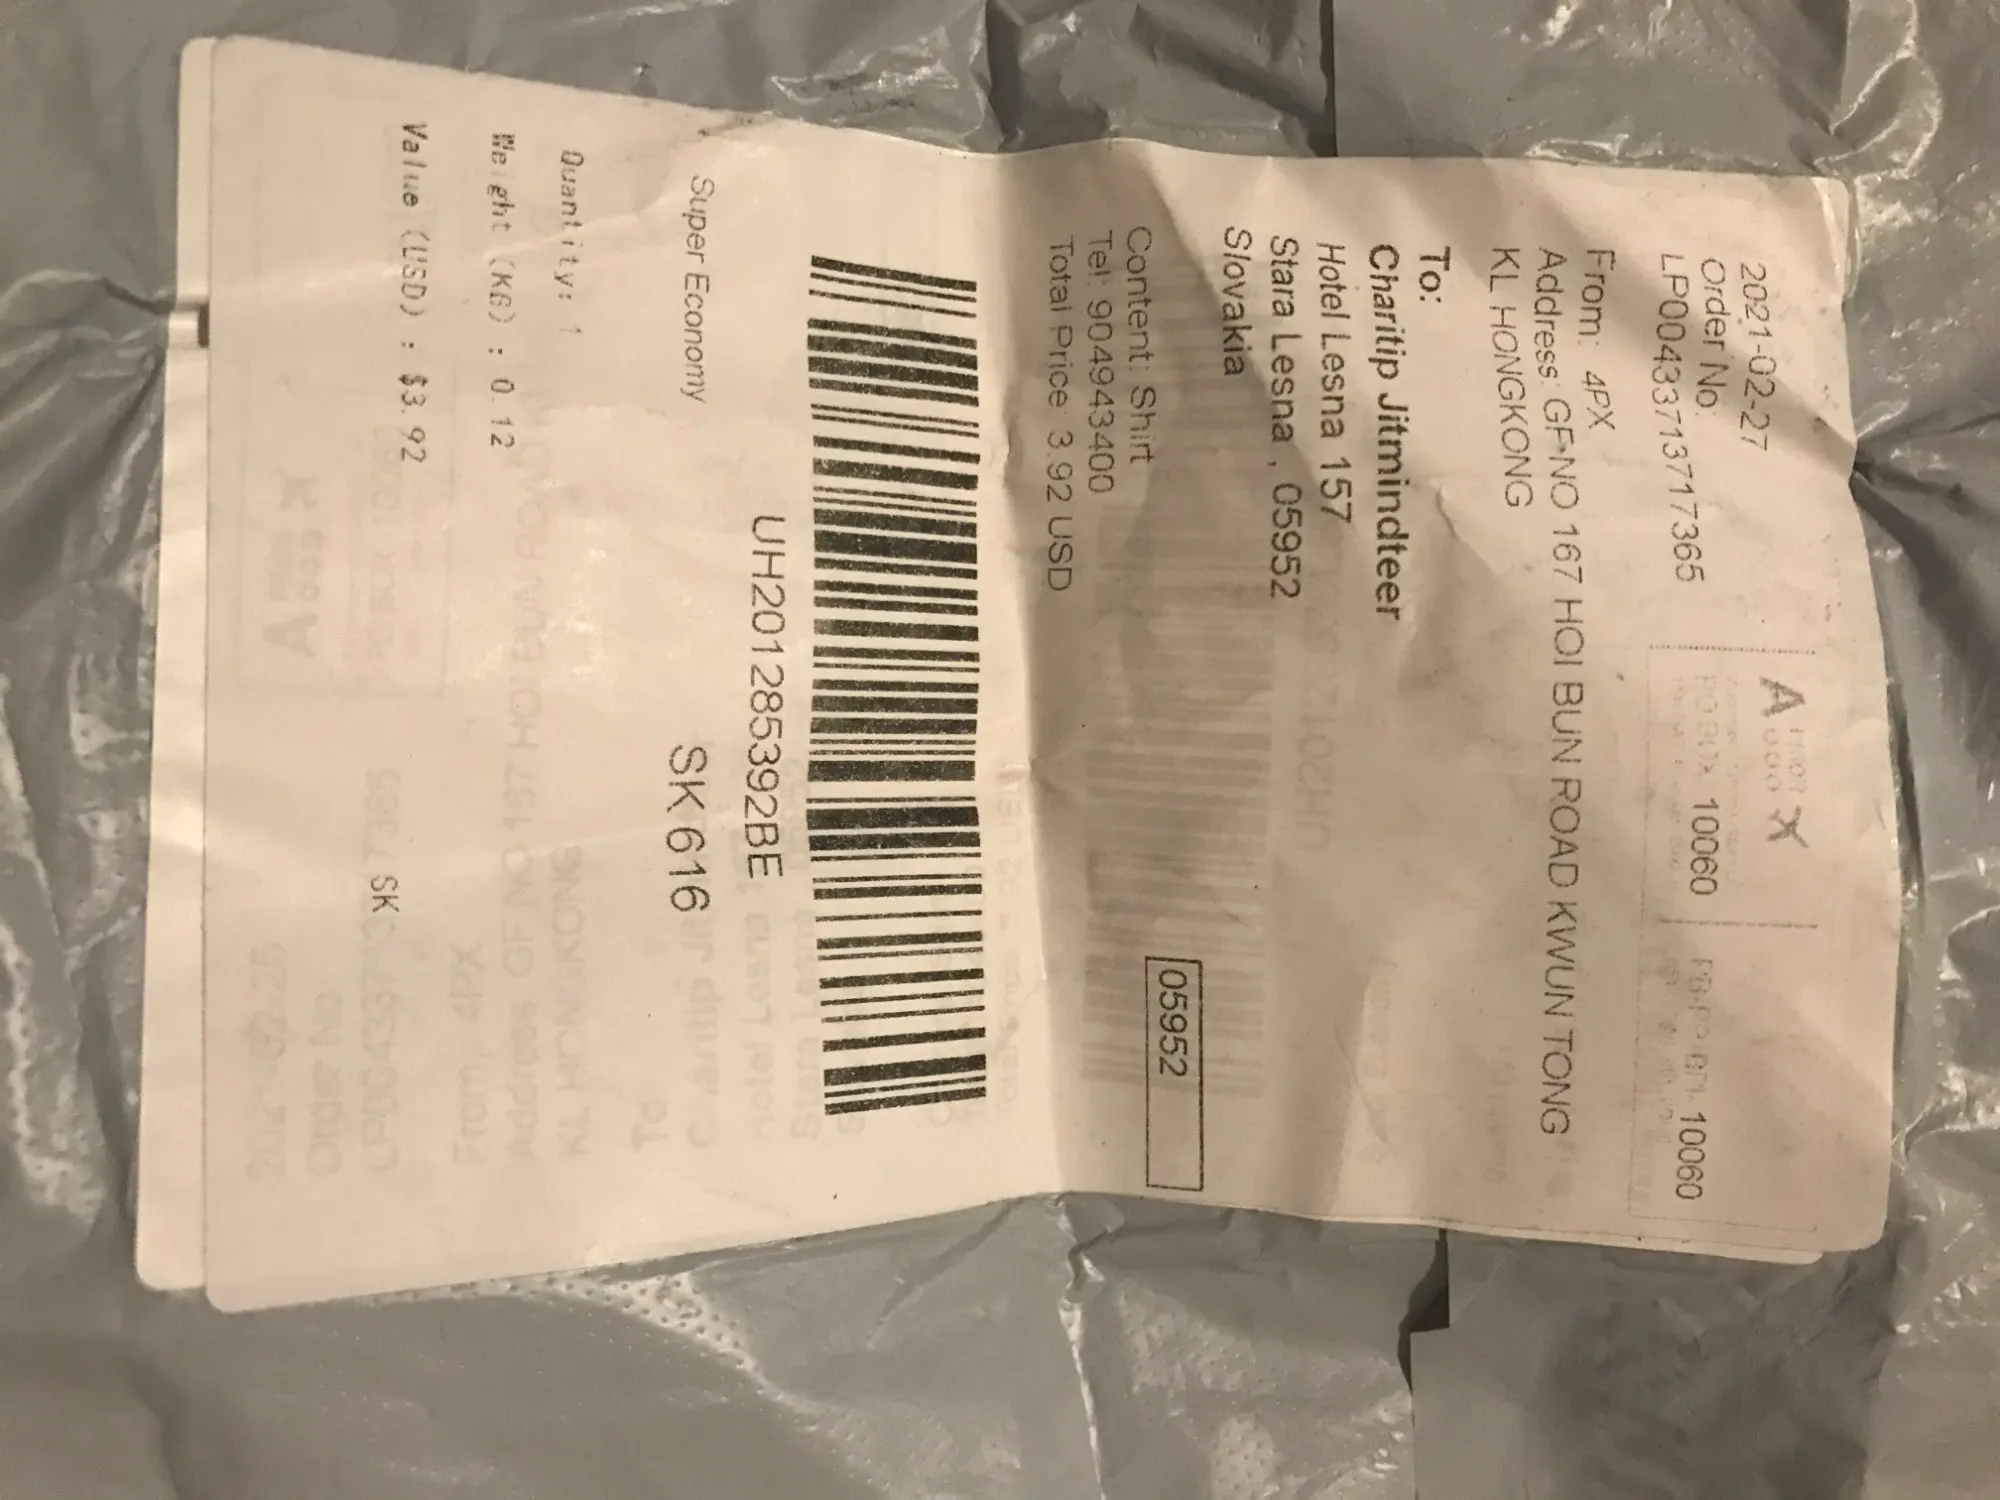 2021-02-27
Order No:
LP00433713717365
A X
PO BOX 10060
10060
From: 4PX
Address: GF-NO 167 HOI BUN ROAD KWUN TONG
KL HONGKONG
To:
Charitip Jitmindteer
Hotel Lesna 157
Stara Lesna , 05952
Slovakia
Content: Shirt
Tel: 904943400
Total Price: 3.92 USD
05952
UH201285392BE
Super Economy
SK 616
Quantity: 1
Weight (KG) : 0.12
Value (USD) : $3.92
SK